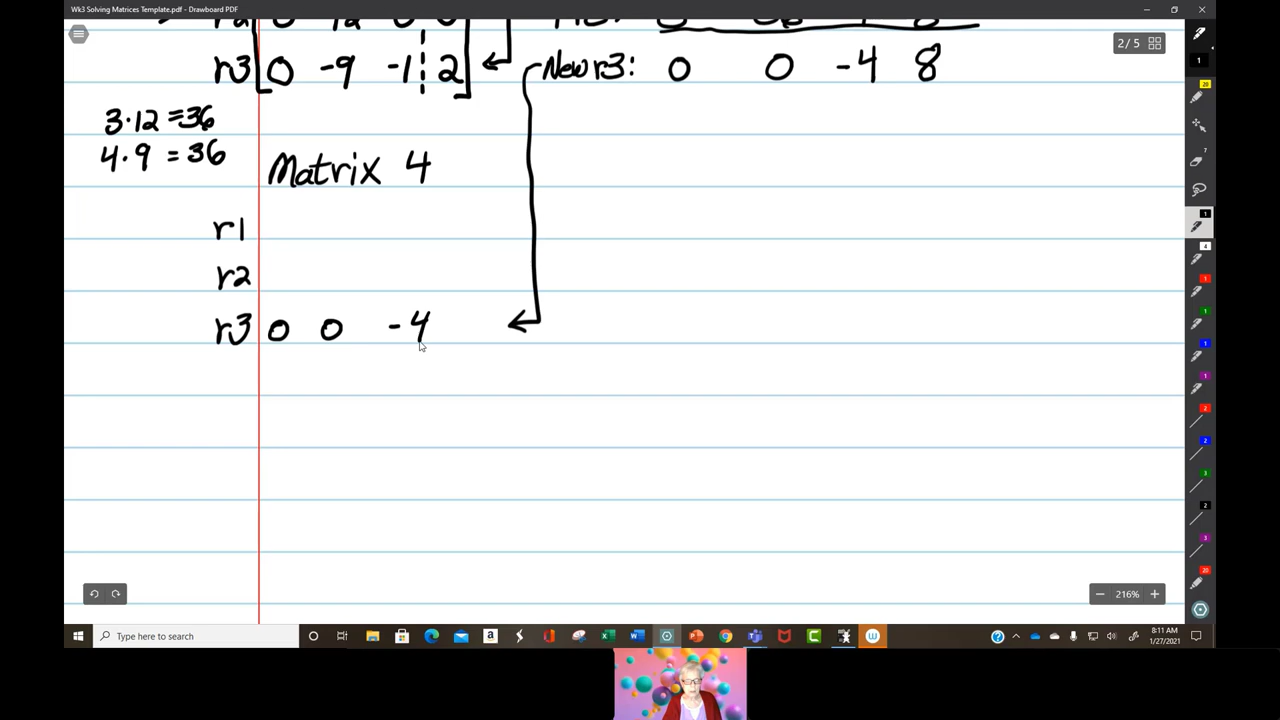 Wk3 Solving Matrices Template.pdf - Drawboard PDF
2 / 5
r3 0 -9 -1 2
New r3: 0 0 -4 8
3·12 = 36
4·9 = 36
Matrix 4
r1
r2
r3 0 0 -4
216%
Type here to search
8:11 AM
1/27/2021